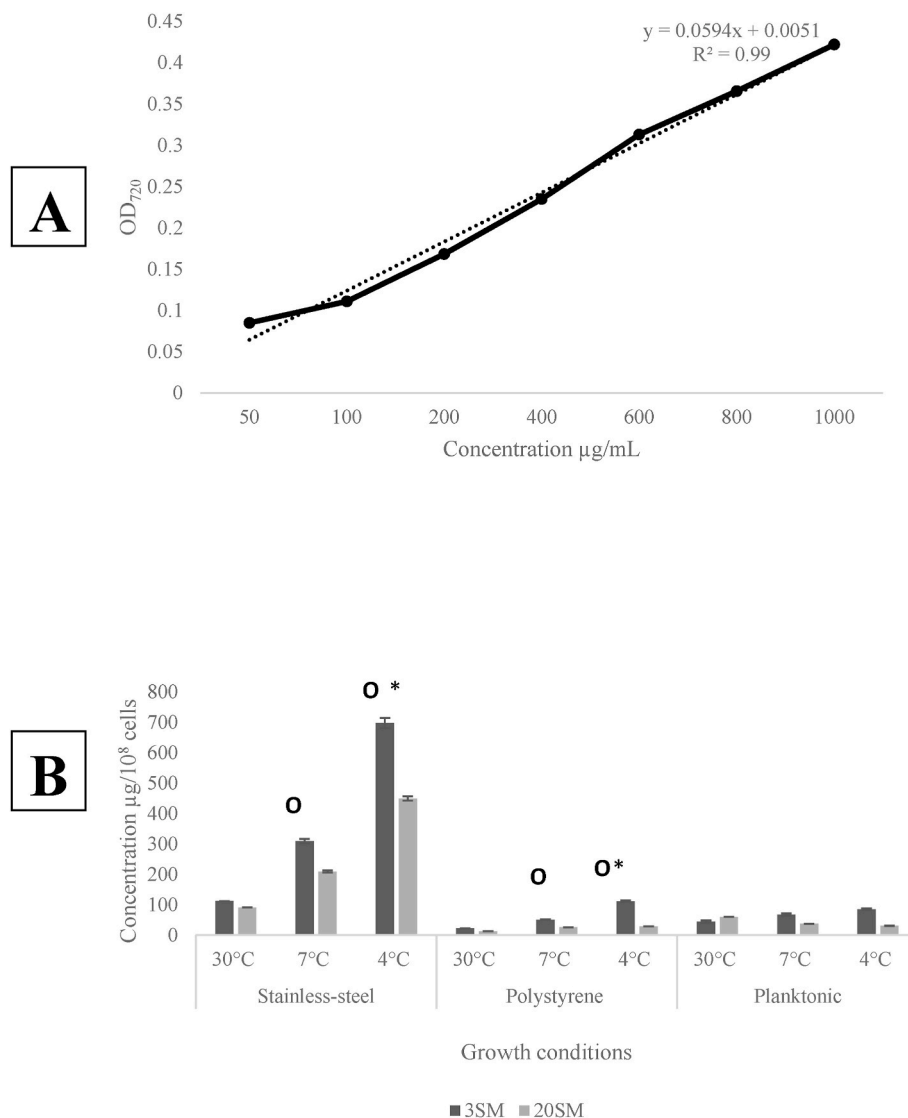 A
0.45
0.4
0.35
0.3
0.25
0.2
0.15
0.1
0.05
0
OD₇₂₀
y = 0.0594x + 0.0051
R² = 0.99
50 100 200 400 600 800 1000
Concentration µg/mL
B
800
700
600
500
400
300
200
100
0
Concentration µg/10⁸ cells
O
O *
O
O*
30°C 7°C 4°C 30°C 7°C 4°C 30°C 7°C 4°C
Stainless-steel Polystyrene Planktonic
Growth conditions
3SM 20SM